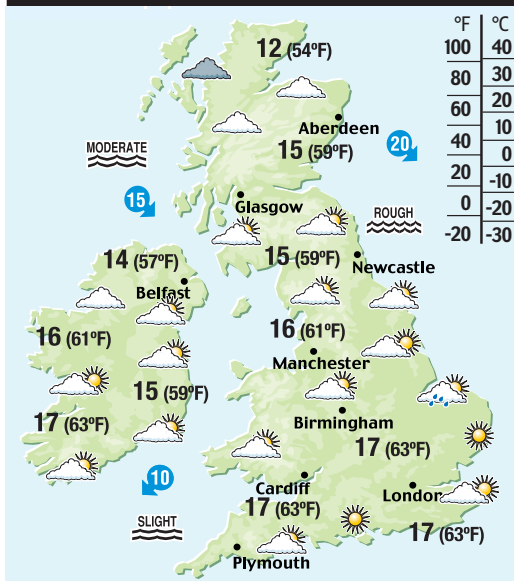 °F °C
100 40
80 30
60 20
40 10
20 0
0 -10
-20 -20
-30
12 (54ºF)
Aberdeen
15 (59ºF)
20
MODERATE
15
Glasgow
ROUGH
14 (57ºF)
15 (59ºF)
Newcastle
Belfast
16 (61ºF)
16 (61ºF)
Manchester
15 (59ºF)
17 (63ºF)
Birmingham
17 (63ºF)
10
Cardiff
Londor
17 (63ºF)
SLIGHT
17 (63ºF)
Plymouth